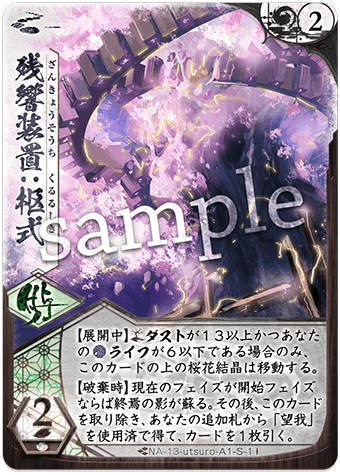 2
残響装置：枢式
ざんきょうそうち くるるしき
sample
【展開中】ダストが１３以上かつあなた
のライフが６以下である場合のみ、
このカードの上の桜花結晶は移動する。
【破棄時】現在のフェイズが開始フェイズ
ならば終焉の影が蘇る。その後、このカード
を取り除き、あなたの追加札から「望我」
を使用済で得て、カードを１枚引く。
2
NA-13-utsuro-A1-S-1